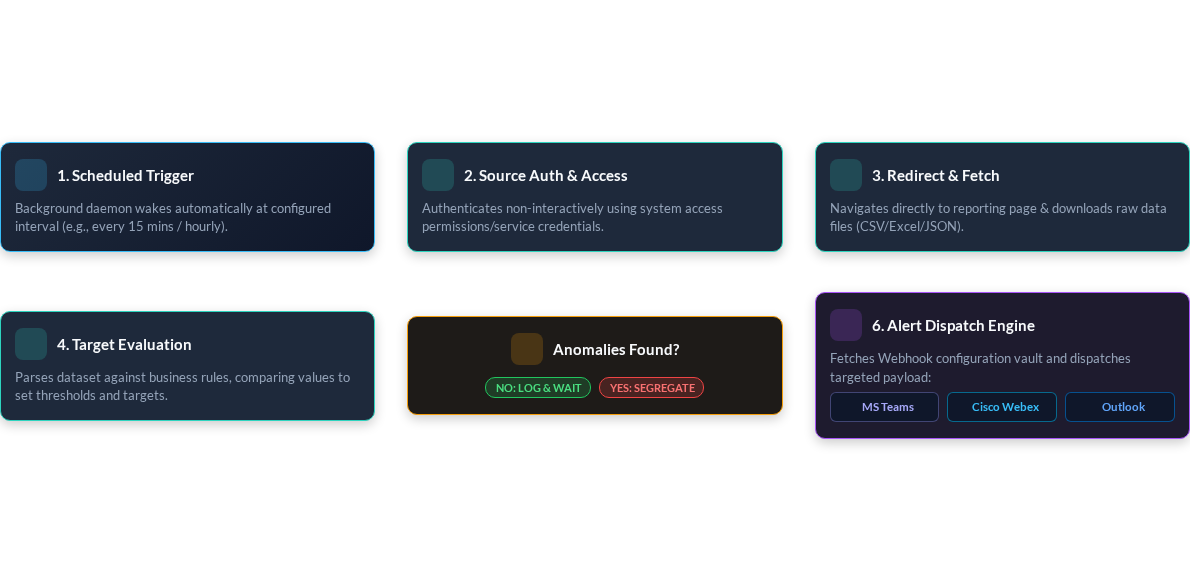 1. Scheduled Trigger
Background daemon wakes automatically at configured
interval (e.g., every 15 mins / hourly).
2. Source Auth & Access
Authenticates non-interactively using system access
permissions/service credentials.
3. Redirect & Fetch
Navigates directly to reporting page & downloads raw data
files (CSV/Excel/JSON).
4. Target Evaluation
Parses dataset against business rules, comparing values to
set thresholds and targets.
Anomalies Found?
NO: LOG & WAIT
YES: SEGREGATE
6. Alert Dispatch Engine
Fetches Webhook configuration vault and dispatches
targeted payload:
MS Teams
Cisco Webex
Outlook